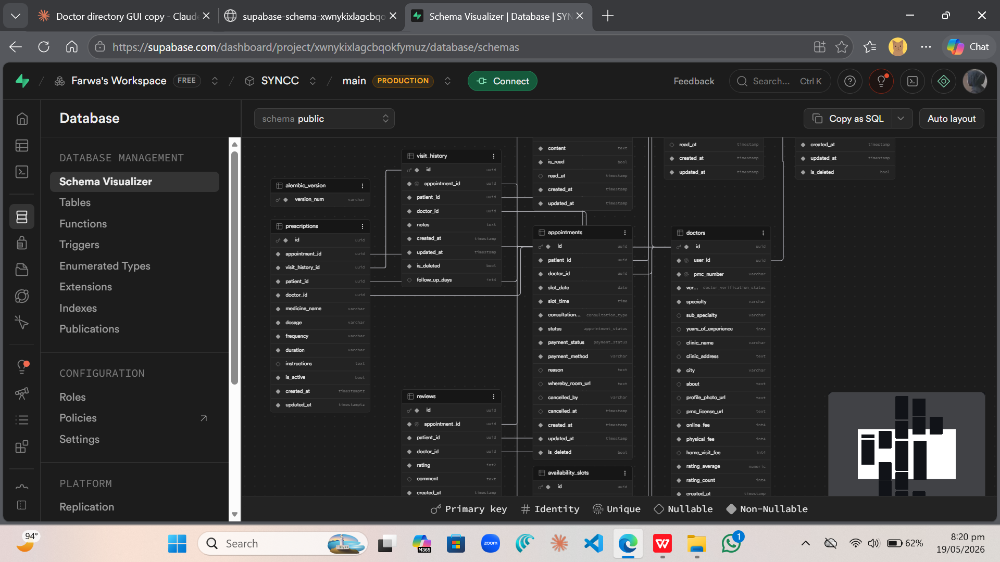 Doctor directory GUI copy - Claude
supabase-schema-xwnykixlagcbqo
Schema Visualizer | Database | SYN
https://supabase.com/dashboard/project/xwnykixlagcbqokfymuz/database/schemas
Chat
/ Farwa's Workspace FREE / SYNCC / main PRODUCTION Connect
Feedback Search... Ctrl K
Database
DATABASE MANAGEMENT
Schema Visualizer
Tables
Functions
Triggers
Enumerated Types
Extensions
Indexes
Publications
CONFIGURATION
Roles
Policies
Settings
PLATFORM
Replication
schema public
Copy as SQL
Auto layout
alembic_version
version_num varchar
prescriptions
id uuid
appointment_id uuid
visit_history_id uuid
patient_id uuid
doctor_id uuid
medicine_name varchar
dosage varchar
frequency varchar
duration varchar
instructions text
is_active bool
created_at timestamptz
updated_at timestamptz
visit_history
id uuid
appointment_id uuid
patient_id uuid
doctor_id uuid
notes text
created_at timestamp
updated_at timestamp
is_deleted bool
follow_up_days int4
reviews
id uuid
appointment_id uuid
patient_id uuid
doctor_id uuid
rating int2
comment text
created_at timestamp
content text
is_read bool
read_at timestamp
created_at timestamp
updated_at timestamp
appointments
id uuid
patient_id uuid
doctor_id uuid
slot_date date
slot_time time
consultation... consultation_type
status appointment_status
payment_status payment_status
payment_method varchar
reason text
whereby_room_url text
cancelled_by varchar
cancelled_at timestamp
created_at timestamp
updated_at timestamp
is_deleted bool
availability_slots
id uuid
read_at timestamp
created_at timestamp
updated_at timestamp
doctors
id uuid
user_id uuid
pmc_number varchar
ver... doctor_verification_status
specialty varchar
sub_specialty varchar
years_of_experience int4
clinic_name varchar
clinic_address text
city varchar
about text
profile_photo_url text
pmc_license_url text
online_fee int4
physical_fee int4
home_visit_fee int4
rating_average numeric
rating_count int4
created_at timestamp
created_at timestamp
updated_at timestamp
is_deleted bool
Primary key # Identity Unique Nullable Non-Nullable
94°
Search
M365
zoom
1
62%
8:20 pm
19/05/2026